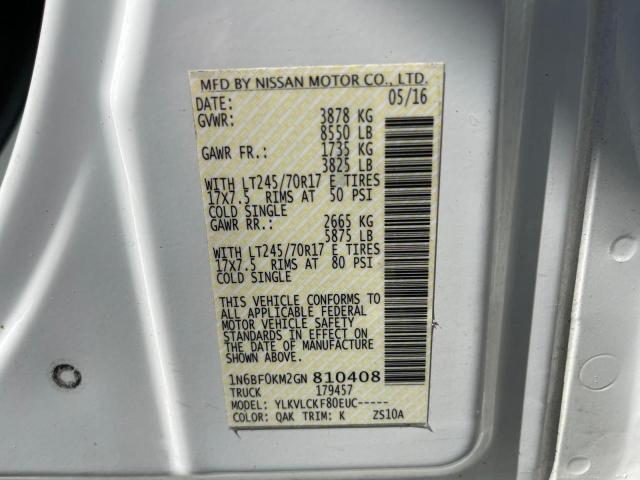 MFD BY NISSAN MOTOR CO., LTD.
DATE: 05/16
GVWR: 3878 KG
8550 LB
GAWR FR.: 1735 KG
3825 LB
WITH LT245/70R17 E TIRES
17X7.5 RIMS AT 50 PSI
COLD SINGLE
GAWR RR.: 2665 KG
5875 LB
WITH LT245/70R17 E TIRES
17X7.5 RIMS AT 80 PSI
COLD SINGLE
THIS VEHICLE CONFORMS TO
ALL APPLICABLE FEDERAL
MOTOR VEHICLE SAFETY
STANDARDS IN EFFECT ON
THE DATE OF MANUFACTURE
SHOWN ABOVE.
1N6BF0KM2GN 810408
TRUCK 179457
MODEL: YLKVLCKF80EUC-----
COLOR: QAK TRIM: K ZS10A